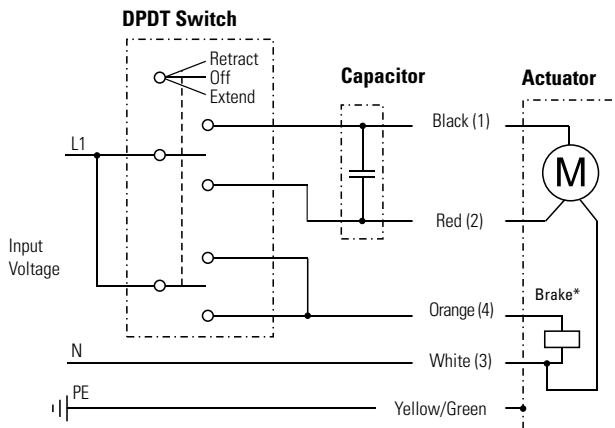 DPDT Switch
Retract
Off
Extend
Capacitor
Actuator
Black (1)
L1
M
Red (2)
Input
Voltage
Brake*
Orange (4)
N
White (3)
PE
Yellow/Green